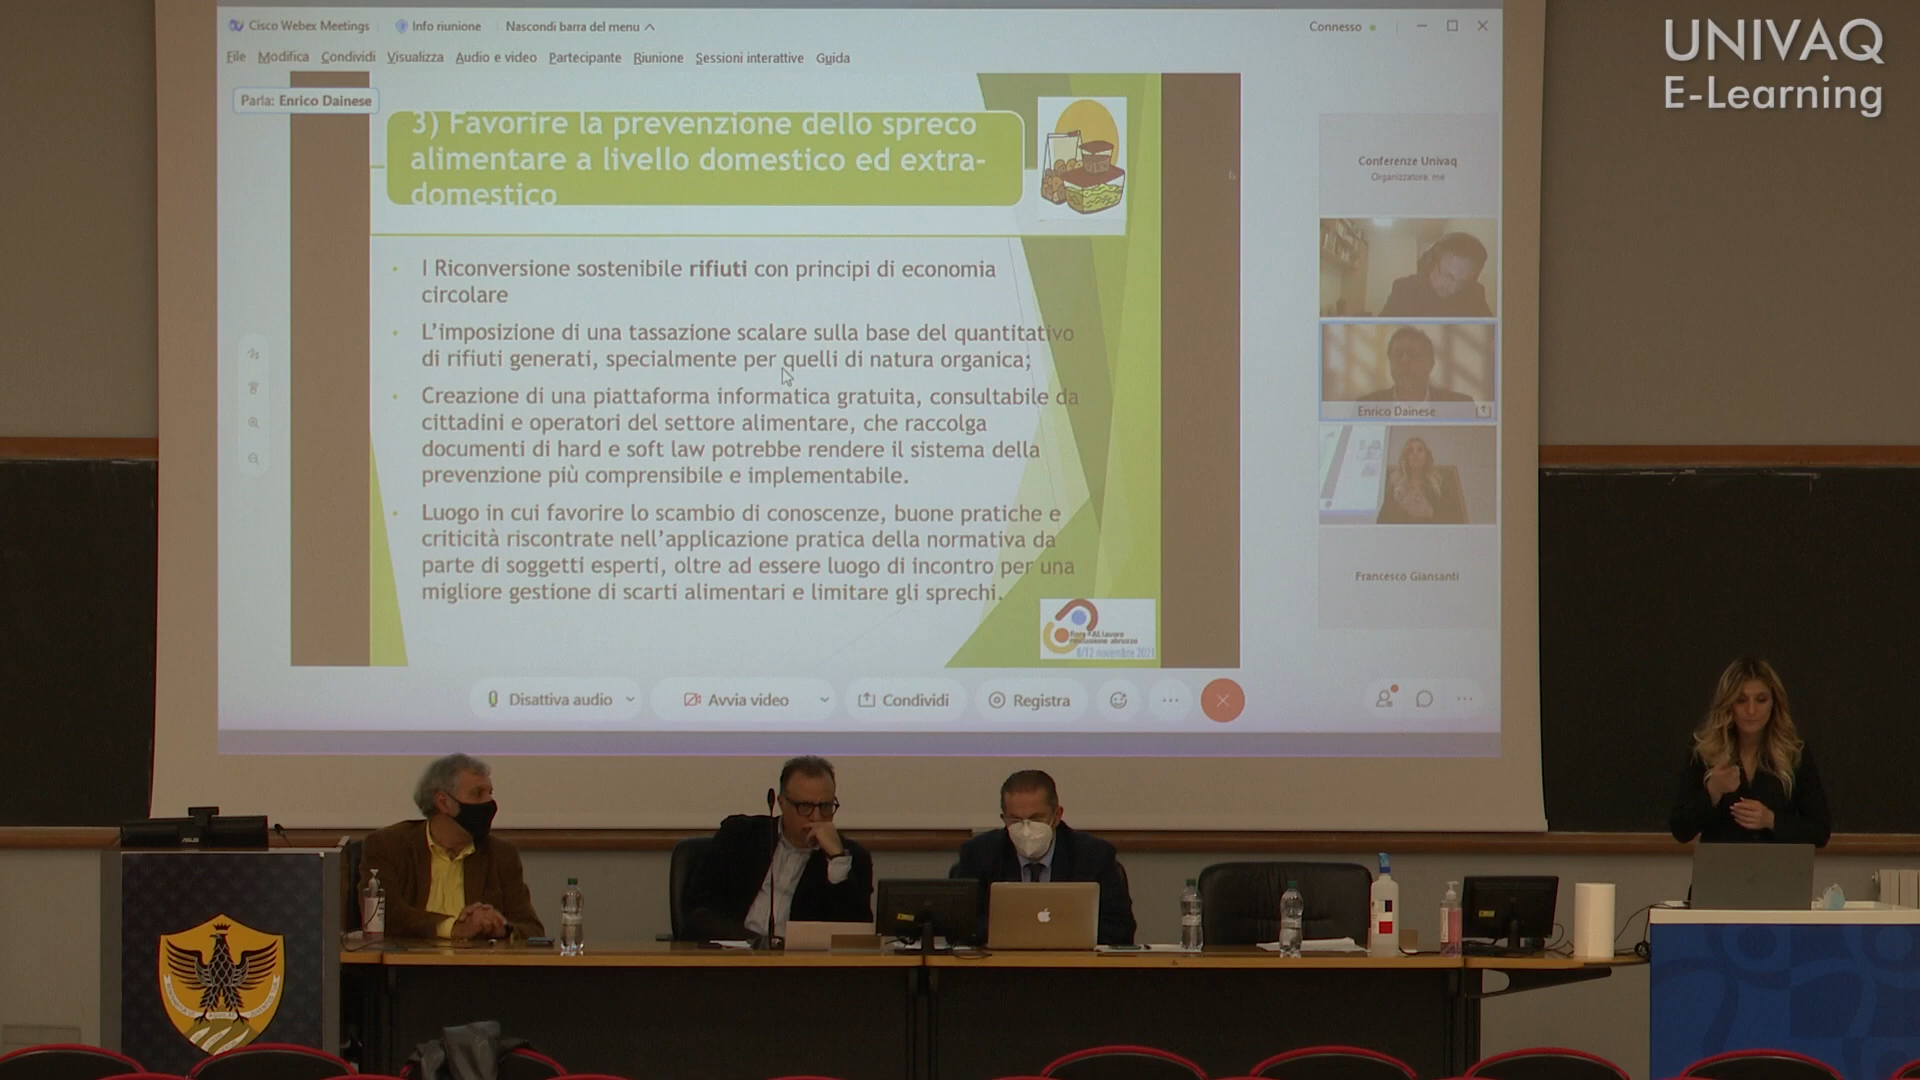 UNIVAQ
E-Learning
Cisco Webex Meetings
Info riunione
Nascondi barra del menu
Connesso
File Modifica Condividi Visualizza Audio e video Partecipante Riunione Sessioni interattive Guida
Parla: Enrico Dainese
3) Favorire la prevenzione dello spreco
alimentare a livello domestico ed extra-
domestico
I Riconversione sostenibile rifiuti con principi di economia
circolare
L'imposizione di una tassazione scalare sulla base del quantitativo
di rifiuti generati, specialmente per quelli di natura organica;
Creazione di una piattaforma informatica gratuita, consultabile da
cittadini e operatori del settore alimentare, che raccolga
documenti di hard e soft law potrebbe rendere il sistema della
prevenzione più comprensibile e implementabile.
Luogo in cui favorire lo scambio di conoscenze, buone pratiche e
criticità riscontrate nell'applicazione pratica della normativa da
parte di soggetti esperti, oltre ad essere luogo di incontro per una
migliore gestione di scarti alimentari e limitare gli sprechi.
8/12 novembre 2021
Conferenze Univaq
Organizzatore, me
Enrico Dainese
Francesco Giansanti
Disattiva audio
Avvia video
Condividi
Registra
ASUS